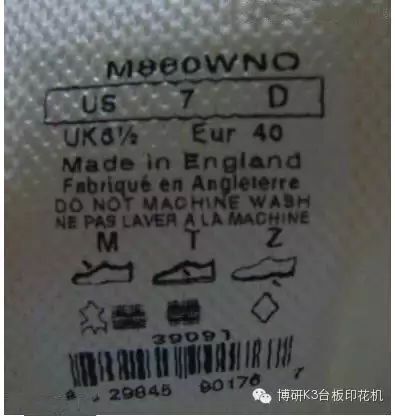 M990WNO
US 7 D
UK6½ Eur 40
Made in England
Fabriqué en Angleterre
DO NOT MACHINE WASH
NE PAS LAVER A LA MACHINE
M T Z
39091
29845 90176 7
博研K3台板印花机